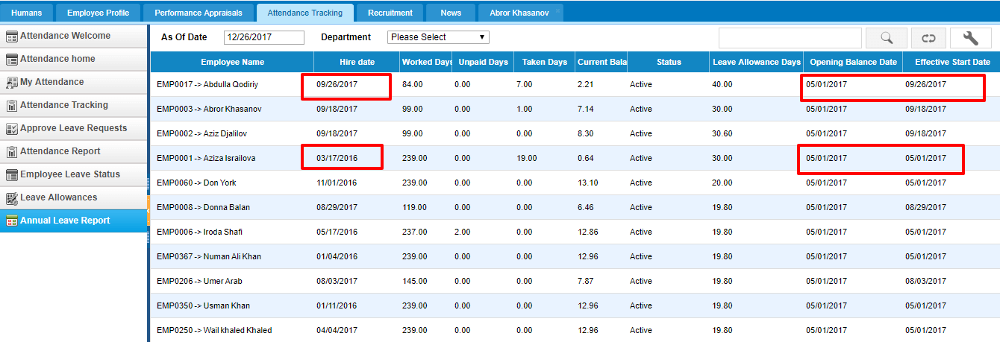 Humans Employee Profile Performance Appraisals Attendance Tracking Recruitment News Abror Khasanov
Attendance Welcome
Attendance home
My Attendance
Attendance Tracking
Approve Leave Requests
Attendance Report
Employee Leave Status
Leave Allowances
Annual Leave Report
As Of Date 12/26/2017 Department Please Select
Employee Name Hire date Worked Days Unpaid Days Taken Days Current Bala Status Leave Allowance Days Opening Balance Date Effective Start Date
EMP0017 -> Abdulla Qodiriy 09/26/2017 84.00 0.00 7.00 2.21 Active 40.00 05/01/2017 09/26/2017
EMP0003 -> Abror Khasanov 09/18/2017 99.00 0.00 1.00 7.14 Active 30.00 05/01/2017 09/18/2017
EMP0002 -> Aziz Djalilov 09/18/2017 99.00 0.00 0.00 8.30 Active 30.60 05/01/2017 09/18/2017
EMP0001 -> Aziza Israilova 03/17/2016 239.00 0.00 19.00 0.64 Active 30.00 05/01/2017 05/01/2017
EMP0060 -> Don York 11/01/2016 239.00 0.00 0.00 13.10 Active 20.00 05/01/2017 05/01/2017
EMP0008 -> Donna Balan 08/29/2017 119.00 0.00 0.00 6.46 Active 19.80 05/01/2017 08/29/2017
EMP0006 -> Iroda Shafi 05/17/2016 237.00 2.00 0.00 12.86 Active 19.80 05/01/2017 05/01/2017
EMP0367 -> Numan Ali Khan 01/04/2016 239.00 0.00 0.00 12.96 Active 19.80 05/01/2017 05/01/2017
EMP0206 -> Umer Arab 08/03/2017 145.00 0.00 0.00 7.87 Active 19.80 05/01/2017 08/03/2017
EMP0350 -> Usman Khan 01/11/2016 239.00 0.00 0.00 12.96 Active 19.80 05/01/2017 05/01/2017
EMP0250 -> Wail khaled Khaled 04/04/2017 239.00 0.00 0.00 12.96 Active 19.80 05/01/2017 05/01/2017